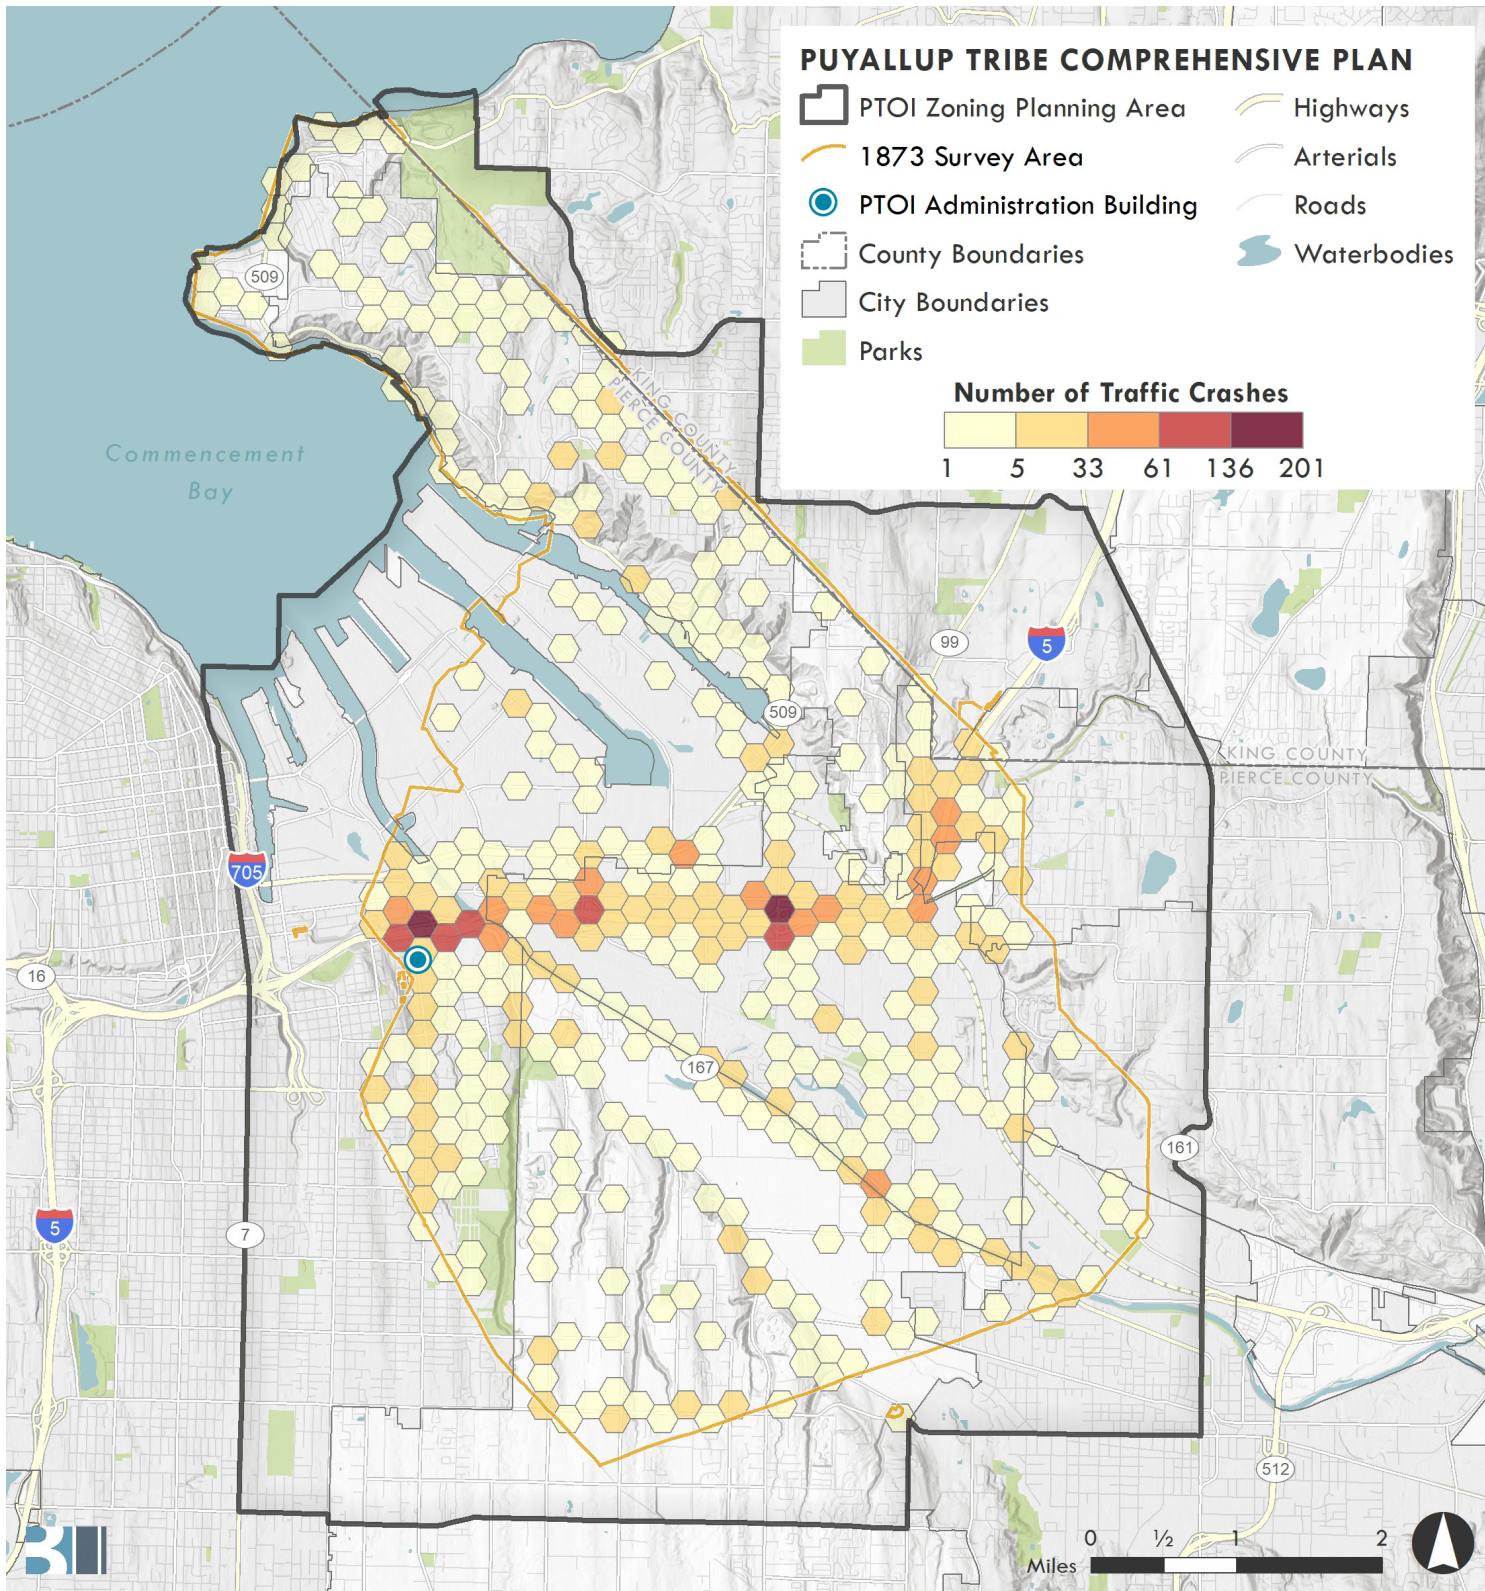 PUYALLUP TRIBE COMPREHENSIVE PLAN
PTOI Zoning Planning Area
1873 Survey Area
PTOI Administration Building
County Boundaries
City Boundaries
Parks
Highways
Arterials
Roads
Waterbodies
Number of Traffic Crashes
1 5 33 61 136 201
509
KING COUNTY
PIERCE COUNTY
Commencement
Bay
99
5
509
KING COUNTY
PIERCE COUNTY
705
16
167
161
5
7
512
0 ½ 1 2
Miles